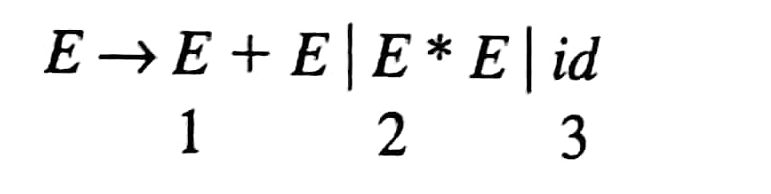 E → E + E | E * E | id
1 2 3